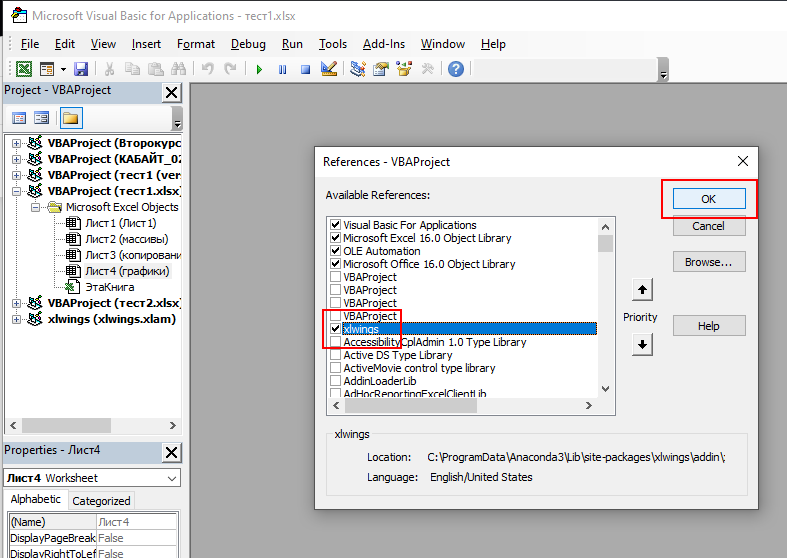 Microsoft Visual Basic for Applications - тест1.xlsx
File Edit View Insert Format Debug Run Tools Add-Ins Window Help
Project - VBAProject
VBAProject (Второкурс
VBAProject (КАБАЙТ_02
VBAProject (тест1 (ver
VBAProject (тест1.xlsx)
Microsoft Excel Objects
Лист1 (Лист1)
Лист2 (массивы)
Лист3 (копировани
Лист4 (графики)
ЭтаКнига
VBAProject (тест2.xlsx)
xlwings (xlwings.xlam)
Properties - Лист4
Лист4 Worksheet
Alphabetic Categorized
(Name) Лист4
DisplayPageBreak False
DisplayRightToLef False
References - VBAProject
Available References:
Visual Basic For Applications
Microsoft Excel 16.0 Object Library
OLE Automation
Microsoft Office 16.0 Object Library
VBAProject
VBAProject
VBAProject
VBAProject
xlwings
AccessibilityCplAdmin 1.0 Type Library
Active DS Type Library
ActiveMovie control type library
AddinLoaderLib
AdHocReportingExcelClientLib
OK
Cancel
Browse...
Priority
Help
xlwings
Location: C:\ProgramData\Anaconda3\Lib\site-packages\xlwings\addin\;
Language: English/United States